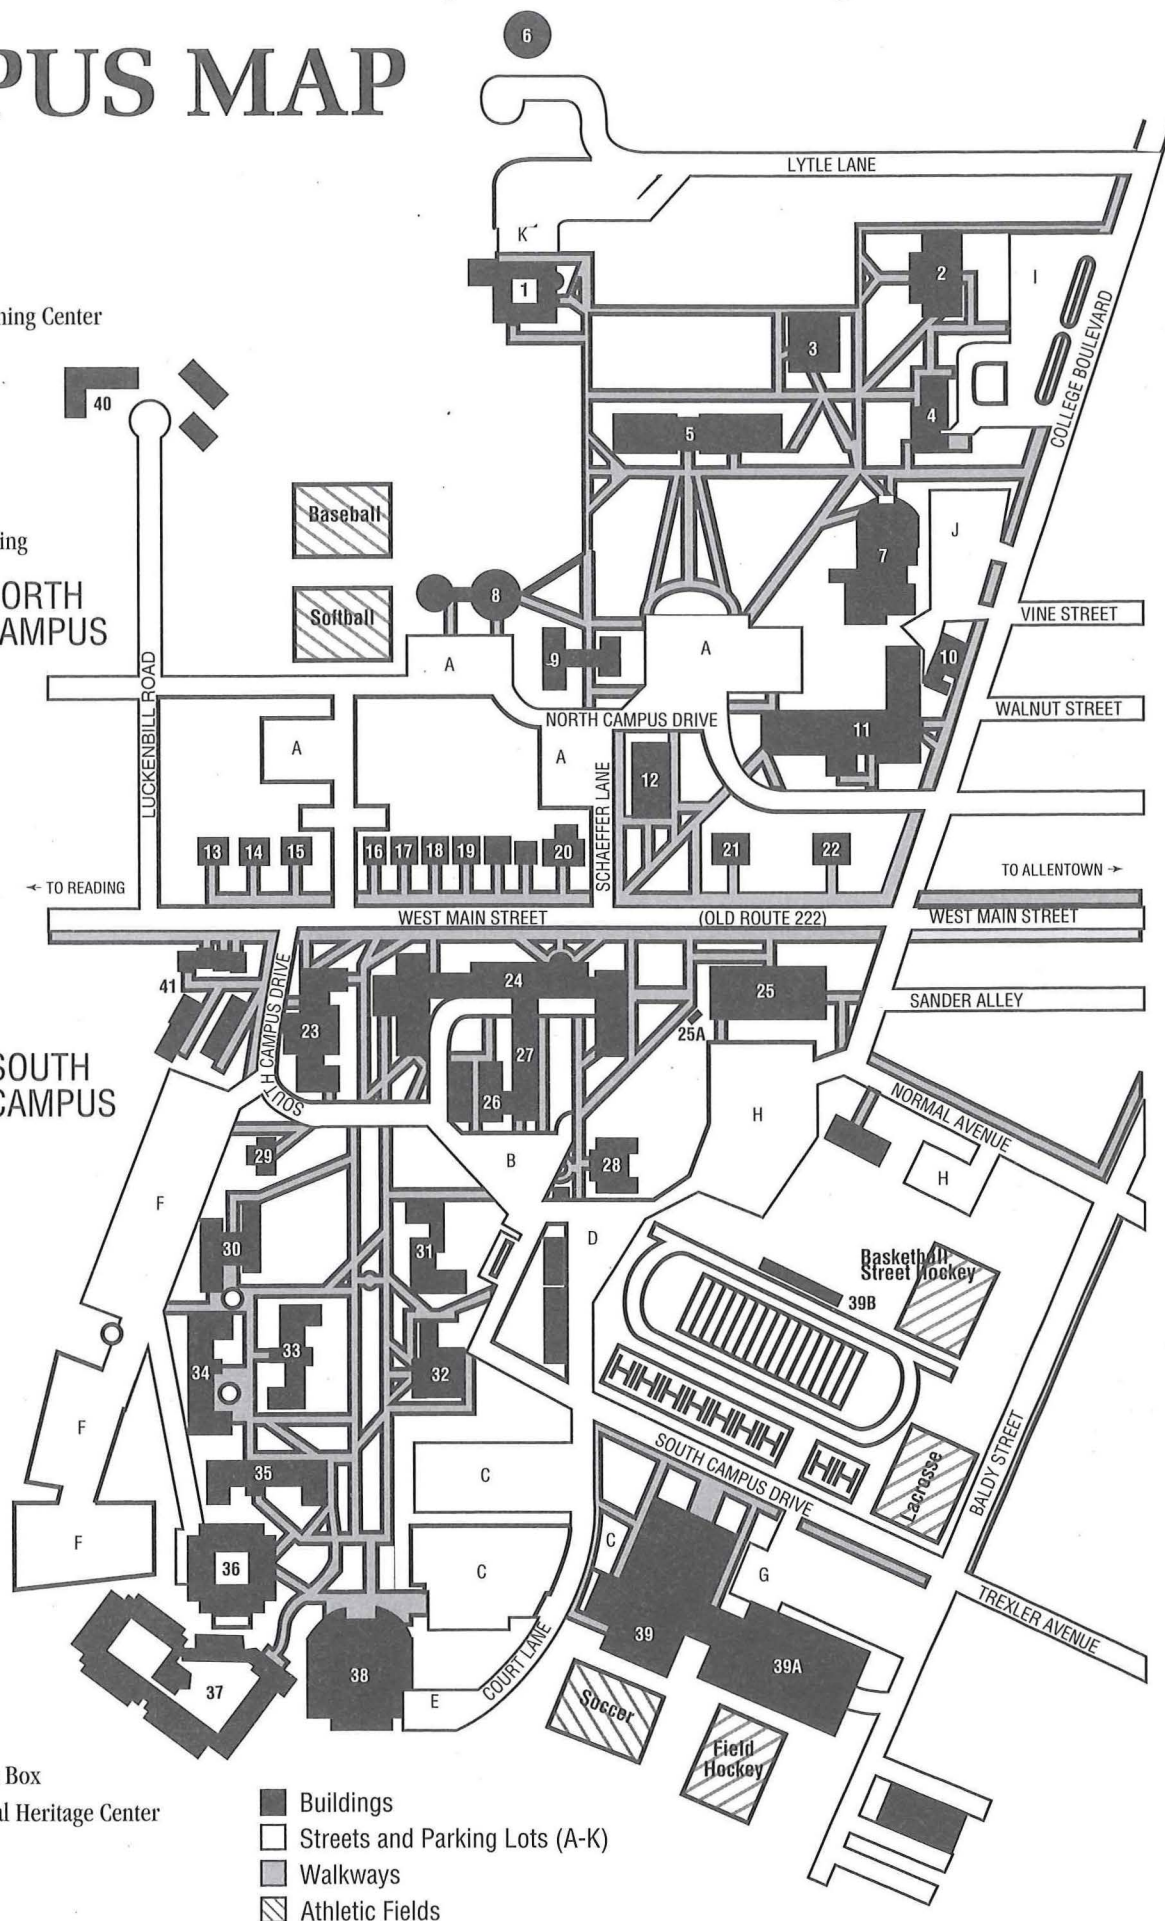 PUS MAP
6
LYTLE LANE
K
1
2
I
COLLEGE BOULEVARD
ning Center
3
40
4
5
Baseball
J
7
ing
ORTH
AMPUS
Softball
8
VINE STREET
A
9
A
10
LUCKENBILL ROAD
WALNUT STREET
NORTH CAMPUS DRIVE
11
A
A
12
SCHAEFFER LANE
13
14
15
16
17
18
19
20
21
22
← TO READING
TO ALLENTOWN →
WEST MAIN STREET
(OLD ROUTE 222)
WEST MAIN STREET
41
SOUTH CAMPUS DRIVE
24
25
SANDER ALLEY
23
25A
27
SOUTH
CAMPUS
26
H
NORMAL AVENUE
29
B
28
H
F
30
31
D
Basketball
Street Hockey
39B
33
34
32
F
C
SOUTH CAMPUS DRIVE
Lacrosse
BALDY STREET
35
F
36
C
C
G
TREXLER AVENUE
39
39A
38
COURT LANE
37
E
Soccer
Field
Hockey
Box
al Heritage Center
Buildings
Streets and Parking Lots (A-K)
Walkways
Athletic Fields